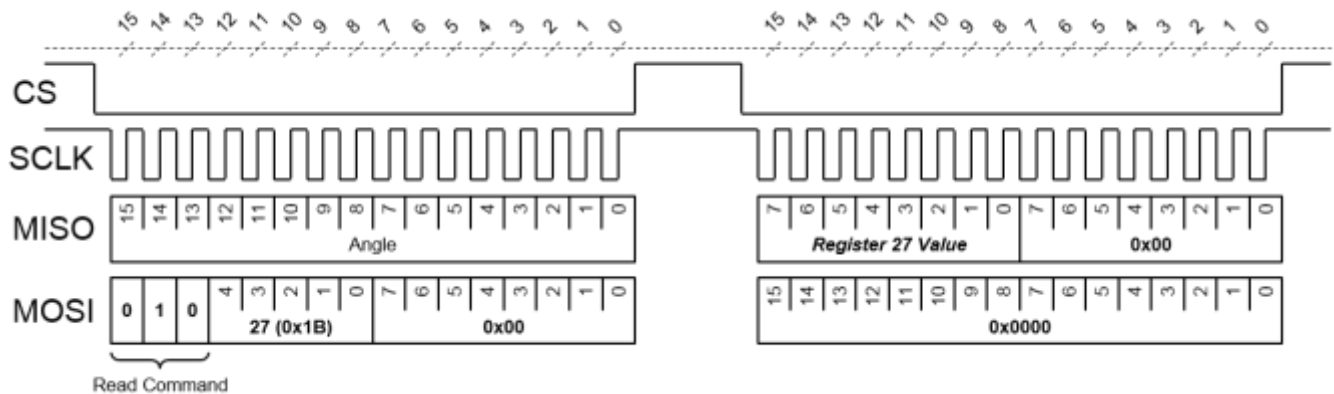 15 14 13 12 11 10 9 8 7 6 5 4 3 2 1 0 15 14 13 12 11 10 9 8 7 6 5 4 3 2 1 0
CS
SCLK
MISO 15 14 13 12 11 10 9 8 7 6 5 4 3 2 1 0 7 6 5 4 3 2 1 0 7 6 5 4 3 2 1 0
Angle Register 27 Value 0x00
MOSI 0 1 0 4 3 2 1 0 7 6 5 4 3 2 1 0 15 14 13 12 11 10 9 8 7 6 5 4 3 2 1 0
27 (0x1B) 0x00 0x0000
Read Command